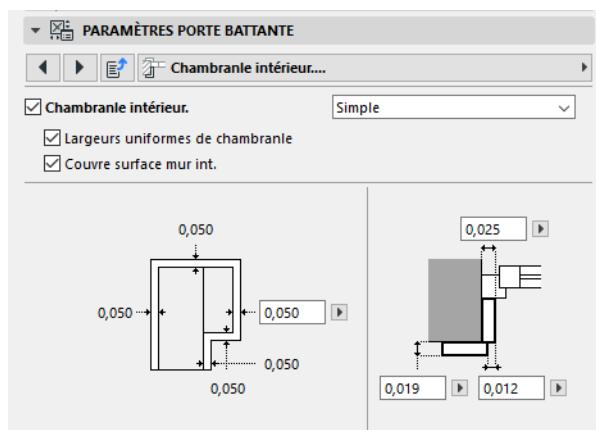 PARAMÈTRES PORTE BATTANTE
Chambranle intérieur....
Chambranle intérieur. Simple
Largeurs uniformes de chambranle
Couvre surface mur int.
0,050
0,025
0,050
0,050
0,050
0,050
0,019
0,012